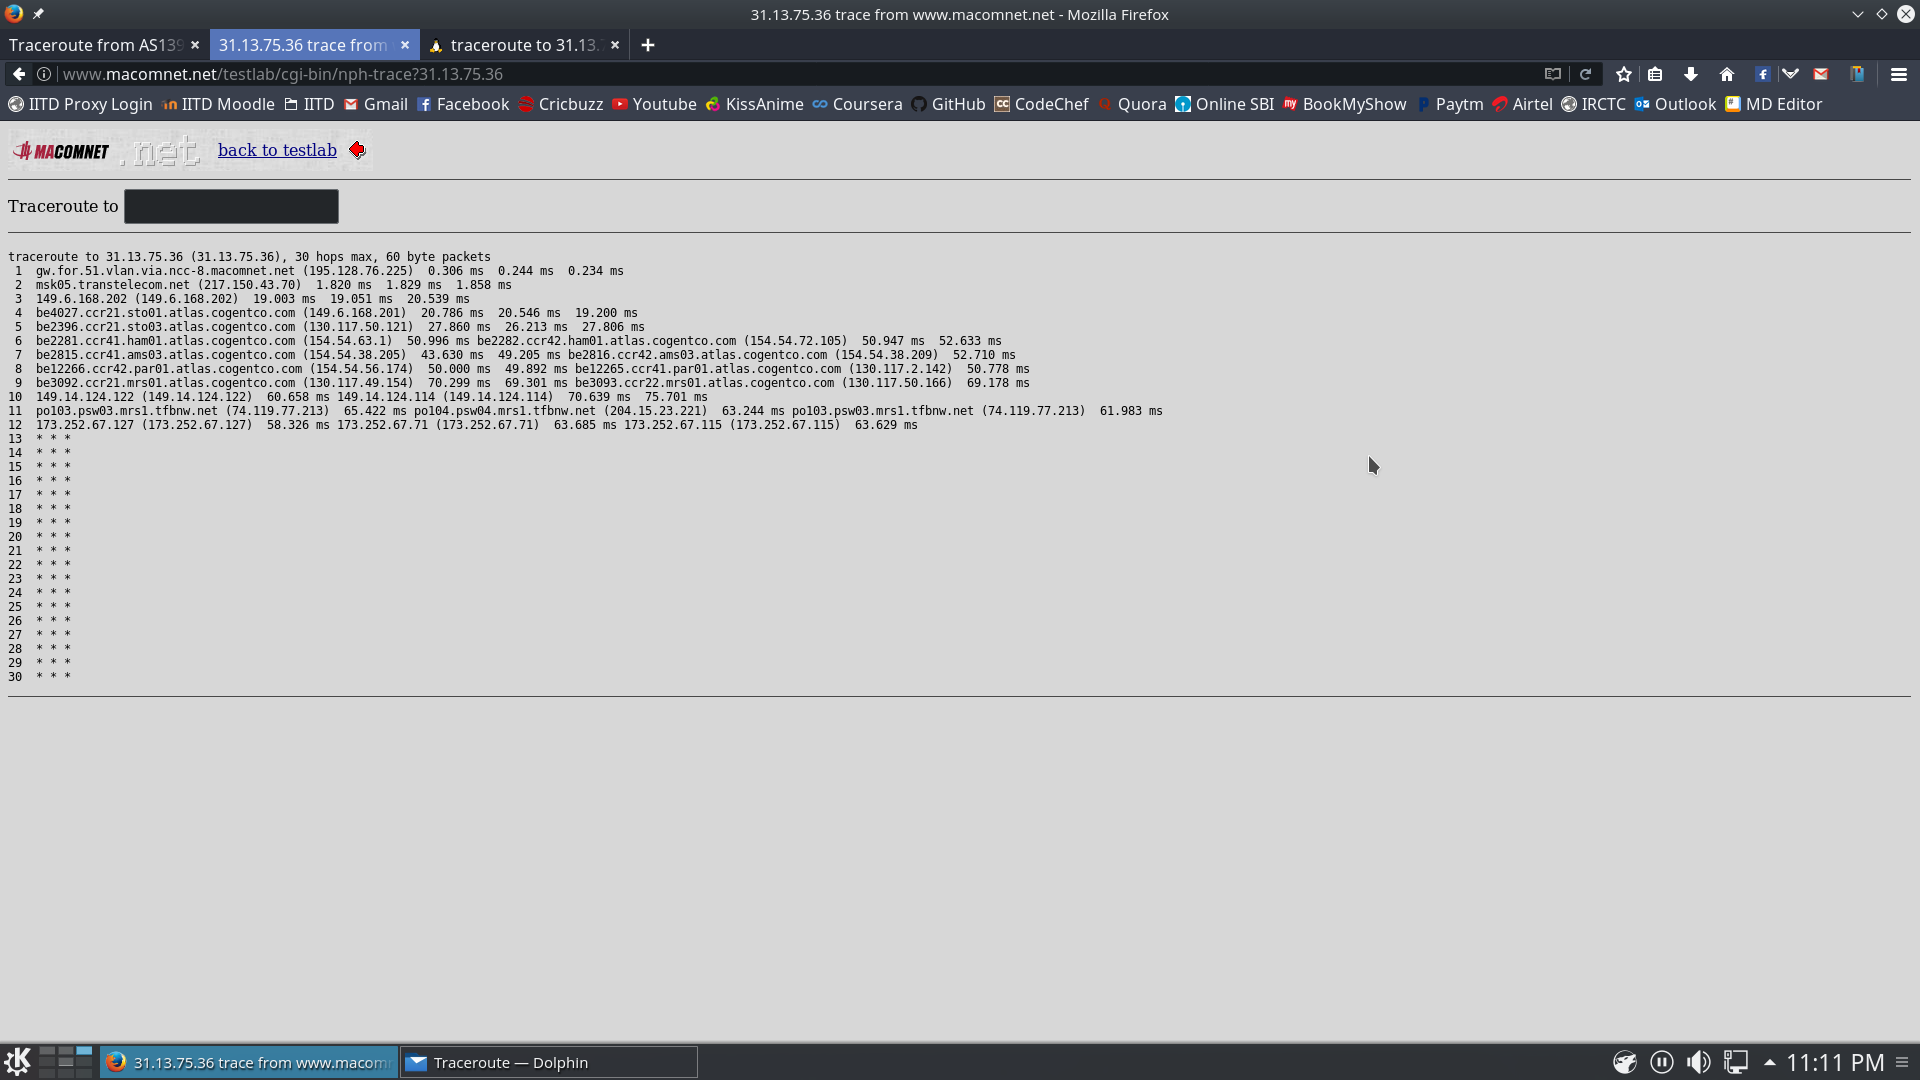 31.13.75.36 trace from www.macomnet.net - Mozilla Firefox
Traceroute from AS139
31.13.75.36 trace from
traceroute to 31.13.
www.macomnet.net/testlab/cgi-bin/nph-trace?31.13.75.36
IITD Proxy Login IITD Moodle IITD Gmail Facebook Cricbuzz Youtube KissAnime Coursera GitHub CodeChef Quora Online SBI BookMyShow Paytm Airtel IRCTC Outlook MD Editor
MACOMNET .net back to testlab
Traceroute to
traceroute to 31.13.75.36 (31.13.75.36), 30 hops max, 60 byte packets
1 gw.for.51.vlan.via.ncc-8.macomnet.net (195.128.76.225) 0.306 ms 0.244 ms 0.234 ms
2 msk05.transtelecom.net (217.150.43.70) 1.820 ms 1.829 ms 1.858 ms
3 149.6.168.202 (149.6.168.202) 19.003 ms 19.051 ms 20.539 ms
4 be4027.ccr21.sto01.atlas.cogentco.com (149.6.168.201) 20.786 ms 20.546 ms 19.200 ms
5 be2396.ccr21.sto03.atlas.cogentco.com (130.117.50.121) 27.860 ms 26.213 ms 27.806 ms
6 be2281.ccr41.ham01.atlas.cogentco.com (154.54.63.1) 50.996 ms be2282.ccr42.ham01.atlas.cogentco.com (154.54.72.105) 50.947 ms 52.633 ms
7 be2815.ccr41.ams03.atlas.cogentco.com (154.54.38.205) 43.630 ms 49.205 ms be2816.ccr42.ams03.atlas.cogentco.com (154.54.38.209) 52.710 ms
8 be12266.ccr42.par01.atlas.cogentco.com (154.54.56.174) 50.000 ms 49.892 ms be12265.ccr41.par01.atlas.cogentco.com (130.117.2.142) 50.778 ms
9 be3092.ccr21.mrs01.atlas.cogentco.com (130.117.49.154) 70.299 ms 69.301 ms be3093.ccr22.mrs01.atlas.cogentco.com (130.117.50.166) 69.178 ms
10 149.14.124.122 (149.14.124.122) 60.658 ms 149.14.124.114 (149.14.124.114) 70.639 ms 75.701 ms
11 po103.psw03.mrs1.tfbnw.net (74.119.77.213) 65.422 ms po104.psw04.mrs1.tfbnw.net (204.15.23.221) 63.244 ms po103.psw03.mrs1.tfbnw.net (74.119.77.213) 61.983 ms
12 173.252.67.127 (173.252.67.127) 58.326 ms 173.252.67.71 (173.252.67.71) 63.685 ms 173.252.67.115 (173.252.67.115) 63.629 ms
13 * * *
14 * * *
15 * * *
16 * * *
17 * * *
18 * * *
19 * * *
20 * * *
21 * * *
22 * * *
23 * * *
24 * * *
25 * * *
26 * * *
27 * * *
28 * * *
29 * * *
30 * * *
31.13.75.36 trace from www.macom
Traceroute — Dolphin
11:11 PM